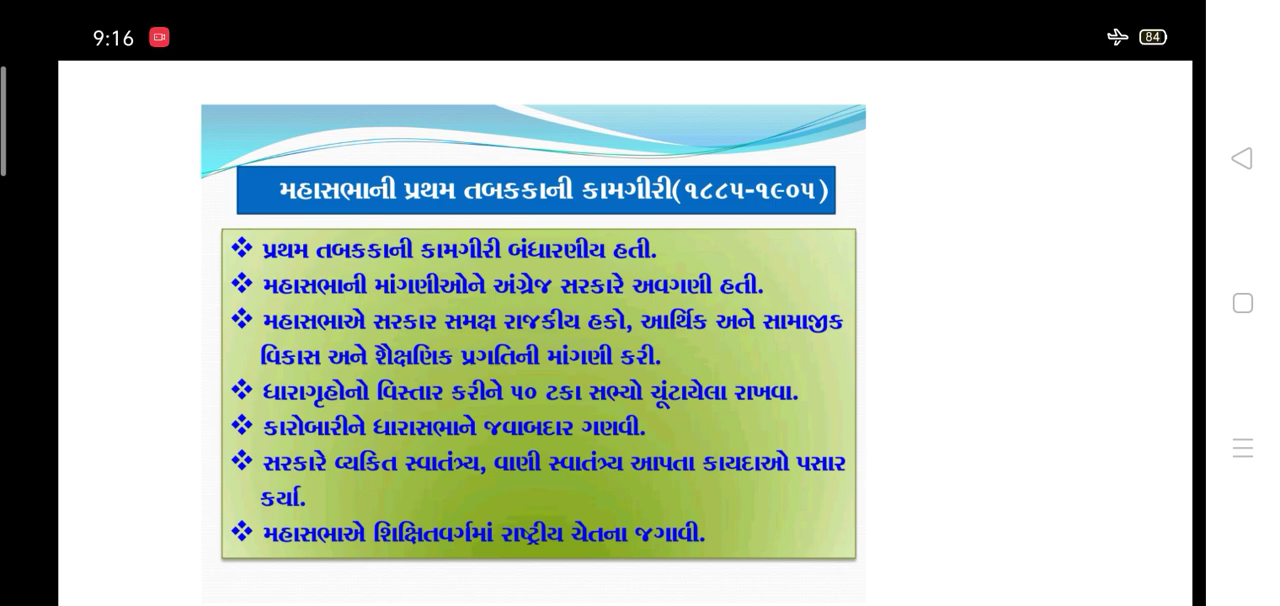 9:16
84
મહાસભાની પ્રથમ તબકકાની કામગીરી(૧૮૮૫-૧૯૦૫)
❖ પ્રથમ તબકકાની કામગીરી બંધારણીય હતી.
❖ મહાસભાની માંગણીઓને અંગ્રેજ સરકારે અવગણી હતી.
❖ મહાસભાએ સરકાર સમક્ષ રાજકીય હકો, આર્થિક અને સામાજીક
વિકાસ અને શૈક્ષણિક પ્રગતિની માંગણી કરી.
❖ ધારાગૃહોનો વિસ્તાર કરીને ૫૦ ટકા સભ્યો ચૂંટાયેલા રાખવા.
❖ કારોબારીને ધારાસભાને જવાબદાર ગણવી.
❖ સરકારે વ્યકિત સ્વાતંત્ર્ય, વાણી સ્વાતંત્ર્ય આપતા કાયદાઓ પસાર
કર્યા.
❖ મહાસભાએ શિક્ષિતવર્ગમાં રાષ્ટ્રીય ચેતના જગાવી.